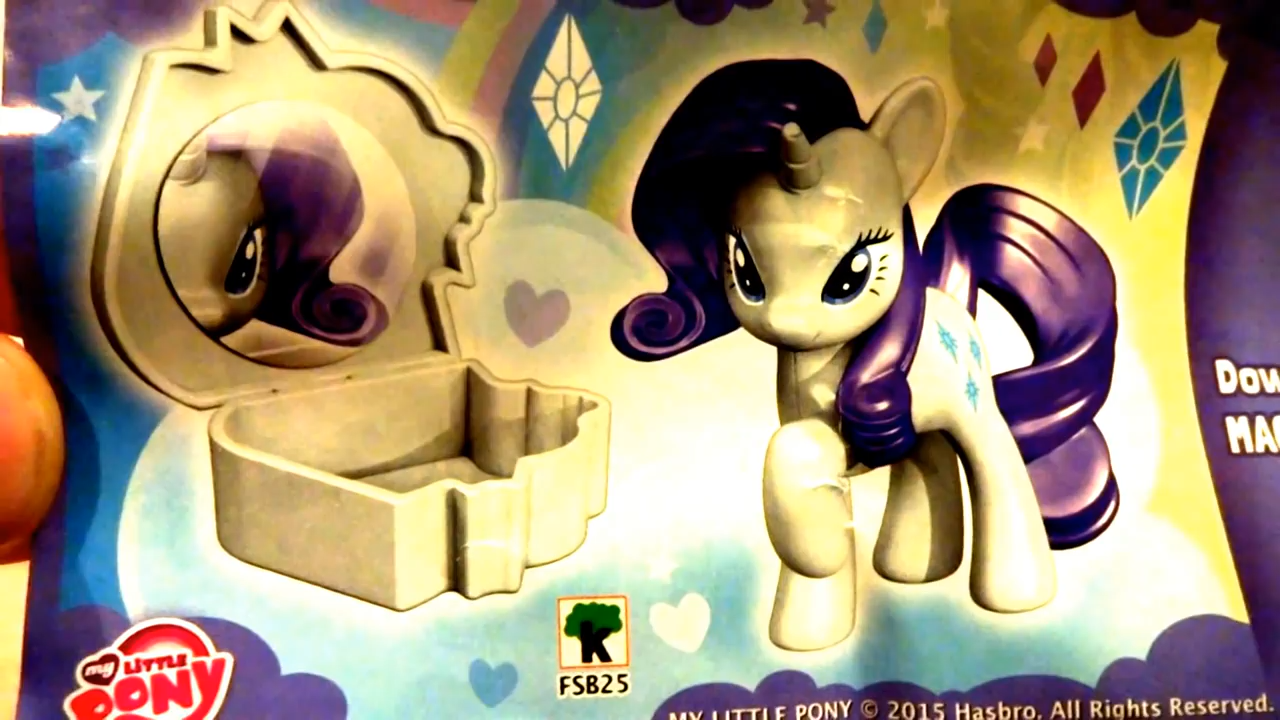 Dow
MA
my LITTLE
PONY
K
FSB25
MY LITTLE PONY © 2015 Hasbro. All Rights Reserved.